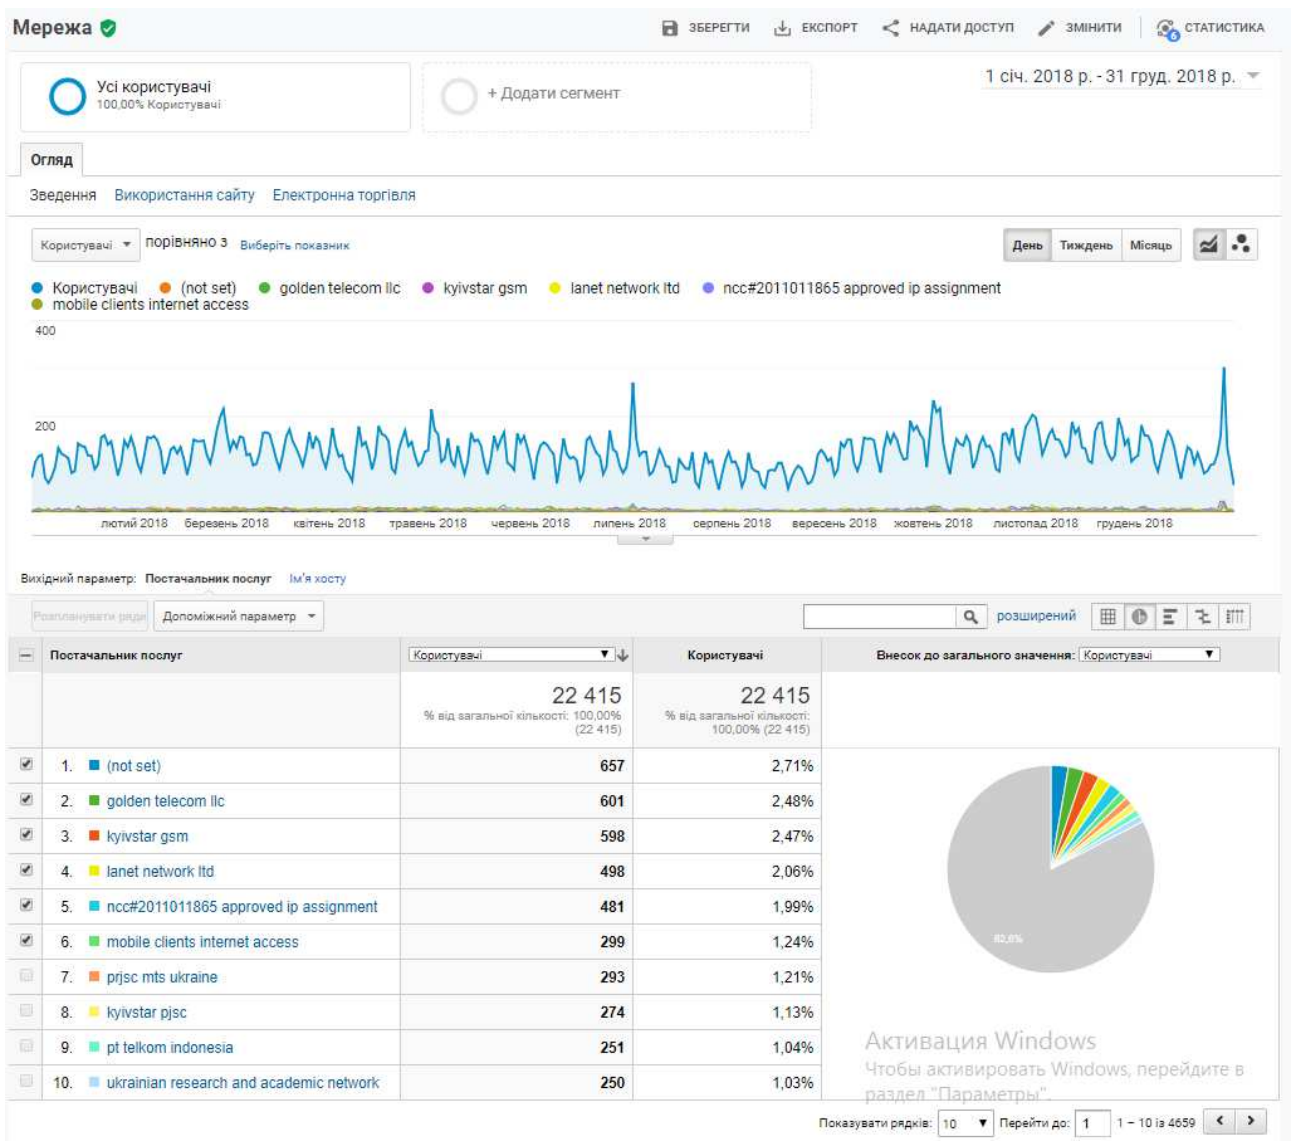 Мережа
ЗБЕРЕГТИ ЕКСПОРТ НАДАТИ ДОСТУП ЗМІНИТИ 6 СТАТИСТИКА
Усі користувачі
100,00% Користувачі
+ Додати сегмент
1 січ. 2018 р. - 31 груд. 2018 р.
Огляд
Зведення Використання сайту Електронна торгівля
Користувачі порівняно з Виберіть показник
День Тиждень Місяць
Користувачі (not set) golden telecom llc kyivstar gsm lanet network ltd ncc#2011011865 approved ip assignment
mobile clients internet access
400
200
лютий 2018 березень 2018 квітень 2018 травень 2018 червень 2018 липень 2018 серпень 2018 вересень 2018 жовтень 2018 листопад 2018 грудень 2018
Вихідний параметр: Постачальник послуг Ім'я хосту
Розпланувати ряди Допоміжний параметр розширений
Постачальник послуг Користувачі Користувачі Внесок до загального значення: Користувачі
22 415 22 415
% від загальної кількості: 100,00% % від загальної кількості:
(22 415) 100,00% (22 415)
1. (not set) 657 2,71%
2. golden telecom llc 601 2,48%
3. kyivstar gsm 598 2,47%
4. lanet network ltd 498 2,06%
5. ncc#2011011865 approved ip assignment 481 1,99%
6. mobile clients internet access 299 1,24%
82,6%
7. prjsc mts ukraine 293 1,21%
8. kyivstar pjsc 274 1,13%
9. pt telkom indonesia 251 1,04%
10. ukrainian research and academic network 250 1,03%
Активация Windows
Чтобы активировать Windows, перейдите в
раздел "Параметры".
Показувати рядків: 10 Перейти до: 1 1 – 10 із 4659